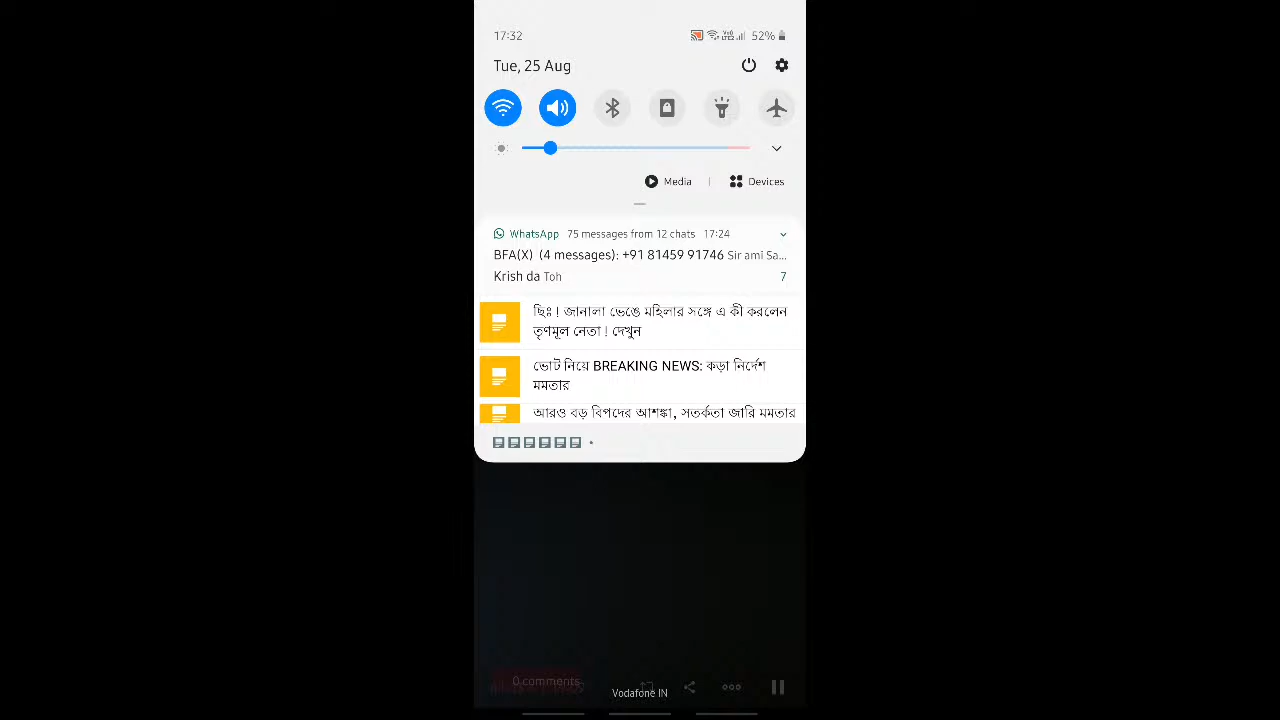 17:32 52%
Tue, 25 Aug
Media | Devices
WhatsApp 75 messages from 12 chats 17:24
BFA(X) (4 messages): +91 81459 91746 Sir ami Sa...
Krish da Toh 7
ছিঃ ! জানালা ভেঙে মহিলার সঙ্গে এ কী করলেন
তৃণমূল নেতা ! দেখুন
ভোট নিয়ে BREAKING NEWS: কড়া নির্দেশ
মমতার
আরও বড় বিপদের আশঙ্কা, সতর্কতা জারি মমতার
0 comments
Vodafone IN